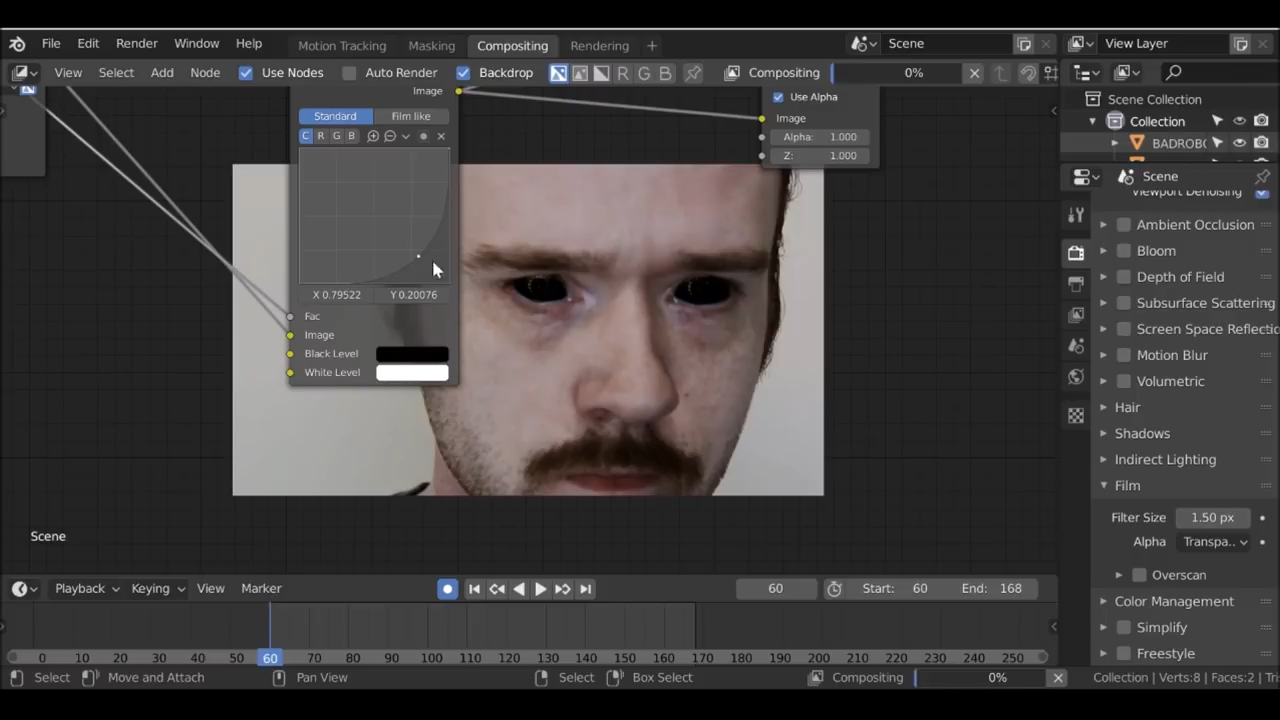 File Edit Render Window Help Motion Tracking Masking Compositing Rendering + Scene View Layer
View Select Add Node Use Nodes Auto Render Backdrop R G B Compositing 0%
Image
Use Alpha
Standard Film like
Image
C R G B
Alpha: 1.000
Z: 1.000
X 0.79522 Y 0.20076
Fac
Image
Black Level
White Level
Scene
Scene Collection
Collection
BADROBO
Scene
Viewport Denoising
Ambient Occlusion
Bloom
Depth of Field
Subsurface Scattering
Screen Space Reflectio
Motion Blur
Volumetric
Hair
Shadows
Indirect Lighting
Film
Filter Size 1.50 px
Alpha Transpa..
Overscan
Color Management
Simplify
Freestyle
Playback Keying View Marker 60 Start: 60 End: 168
0 10 20 30 40 50 60 70 80 90 100 110 120 130 140 150 160 170 180 190 200 210 220 230 240 250
Select Move and Attach Pan View Select Box Select Compositing 0% Collection | Verts:8 | Faces:2 | Tri